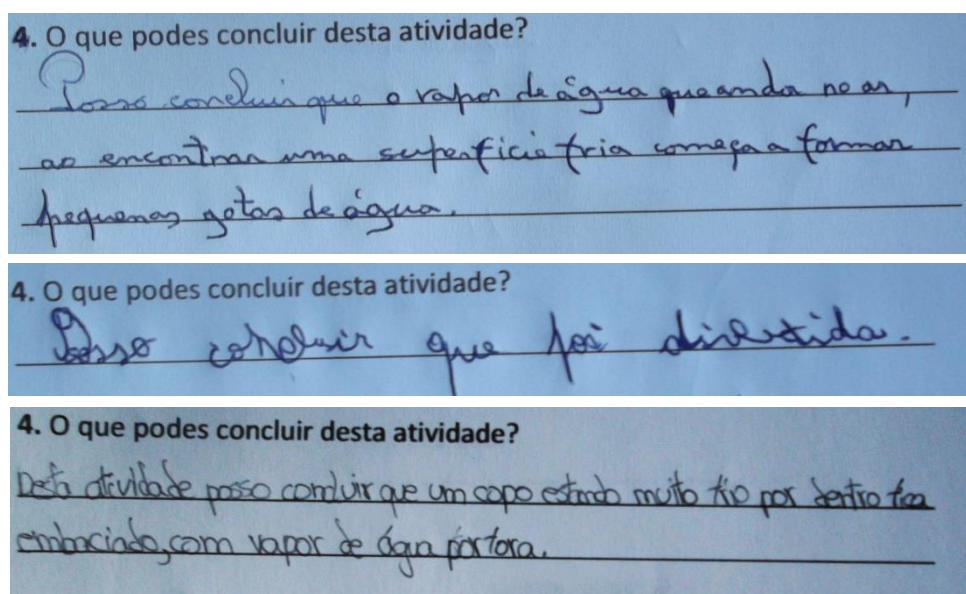 4. O que podes concluir desta atividade?
Posso concluir que o vapor de água que anda no ar,
ao encontrar uma superfície fria começa a formar
pequenas gotas de água.
4. O que podes concluir desta atividade?
Posso concluir que foi divertida.
4. O que podes concluir desta atividade?
Desta atividade posso concluir que um copo estando muito frio por dentro fica
embaciado, com vapor de água por fora.